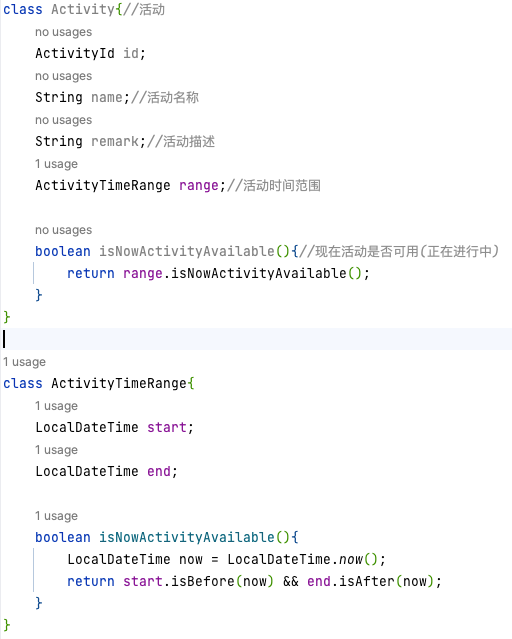 class Activity{//活动
no usages
ActivityId id;
no usages
String name;//活动名称
no usages
String remark;//活动描述
1 usage
ActivityTimeRange range;//活动时间范围
no usages
boolean isNowActivityAvailable(){//现在活动是否可用(正在进行中)
return range.isNowActivityAvailable();
}
}
1 usage
class ActivityTimeRange{
1 usage
LocalDateTime start;
1 usage
LocalDateTime end;
1 usage
boolean isNowActivityAvailable(){
LocalDateTime now = LocalDateTime.now();
return start.isBefore(now) && end.isAfter(now);
}
}